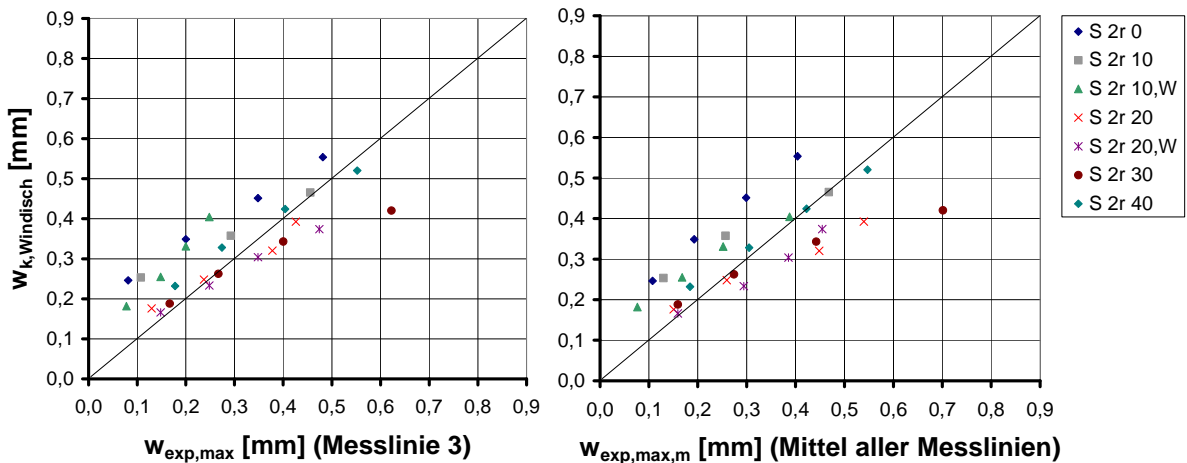 w_k,Windisch [mm]
0,9
0,8
0,7
0,6
0,5
0,4
0,3
0,2
0,1
0,0
0,0 0,1 0,2 0,3 0,4 0,5 0,6 0,7 0,8 0,9
w_exp,max [mm] (Messlinie 3)
0,9
0,8
0,7
0,6
0,5
0,4
0,3
0,2
0,1
0,0
0,0 0,1 0,2 0,3 0,4 0,5 0,6 0,7 0,8 0,9
w_exp,max,m [mm] (Mittel aller Messlinien)
S 2r 0
S 2r 10
S 2r 10,W
S 2r 20
S 2r 20,W
S 2r 30
S 2r 40